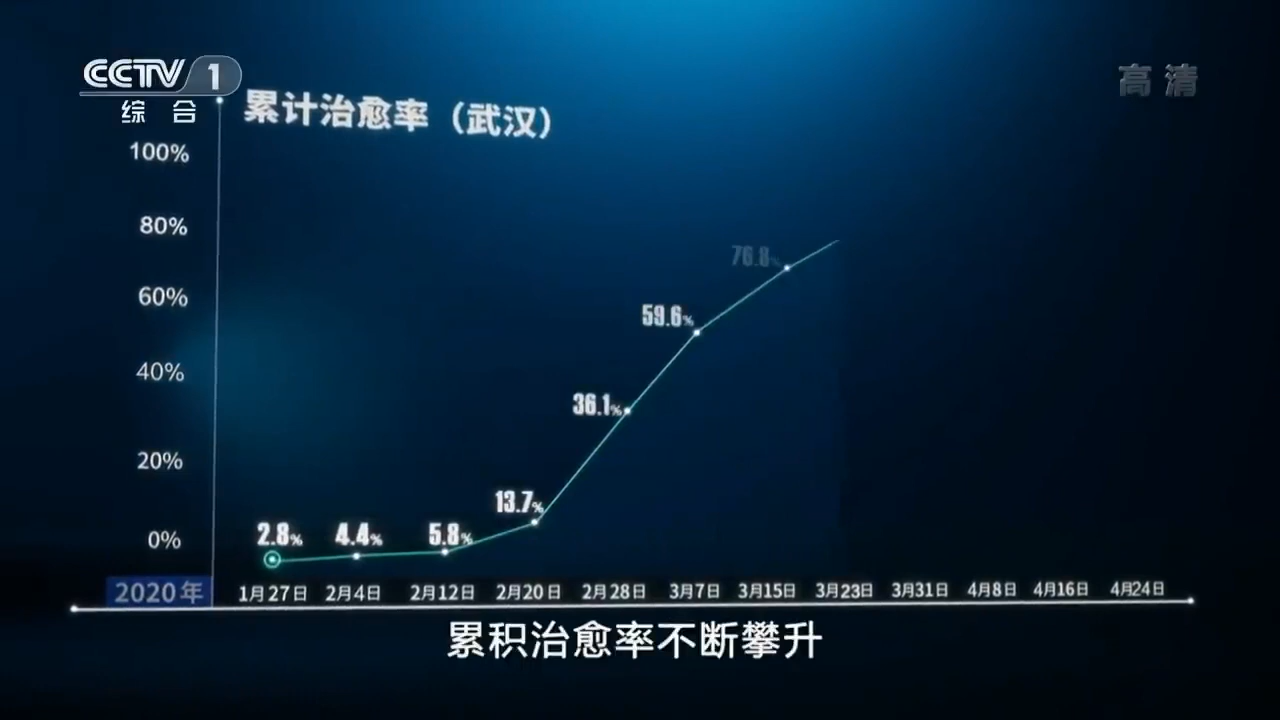 CCTV 1
综合
高清
累计治愈率（武汉）
100%
80%
60%
40%
20%
0%
76.8%
59.6%
36.1%
13.7%
2.8% 4.4% 5.8%
2020年 1月27日 2月4日 2月12日 2月20日 2月28日 3月7日 3月15日 3月23日 3月31日 4月8日 4月16日 4月24日
累积治愈率不断攀升